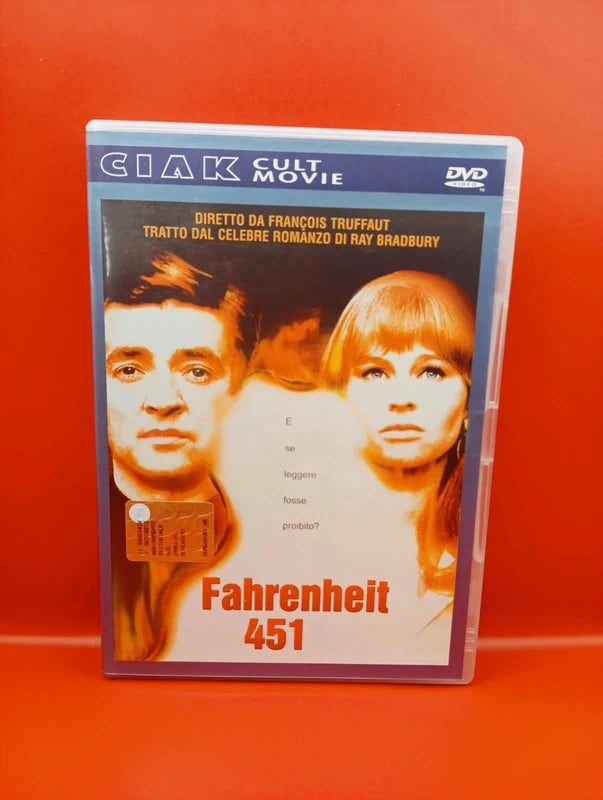 CIAK CULT
MOVIE
DVD
VIDEO
TM
DIRETTO DA FRANÇOIS TRUFFAUT
TRATTO DAL CELEBRE ROMANZO DI RAY BRADBURY
E
se
leggere
fosse
proibito?
Fahrenheit
451